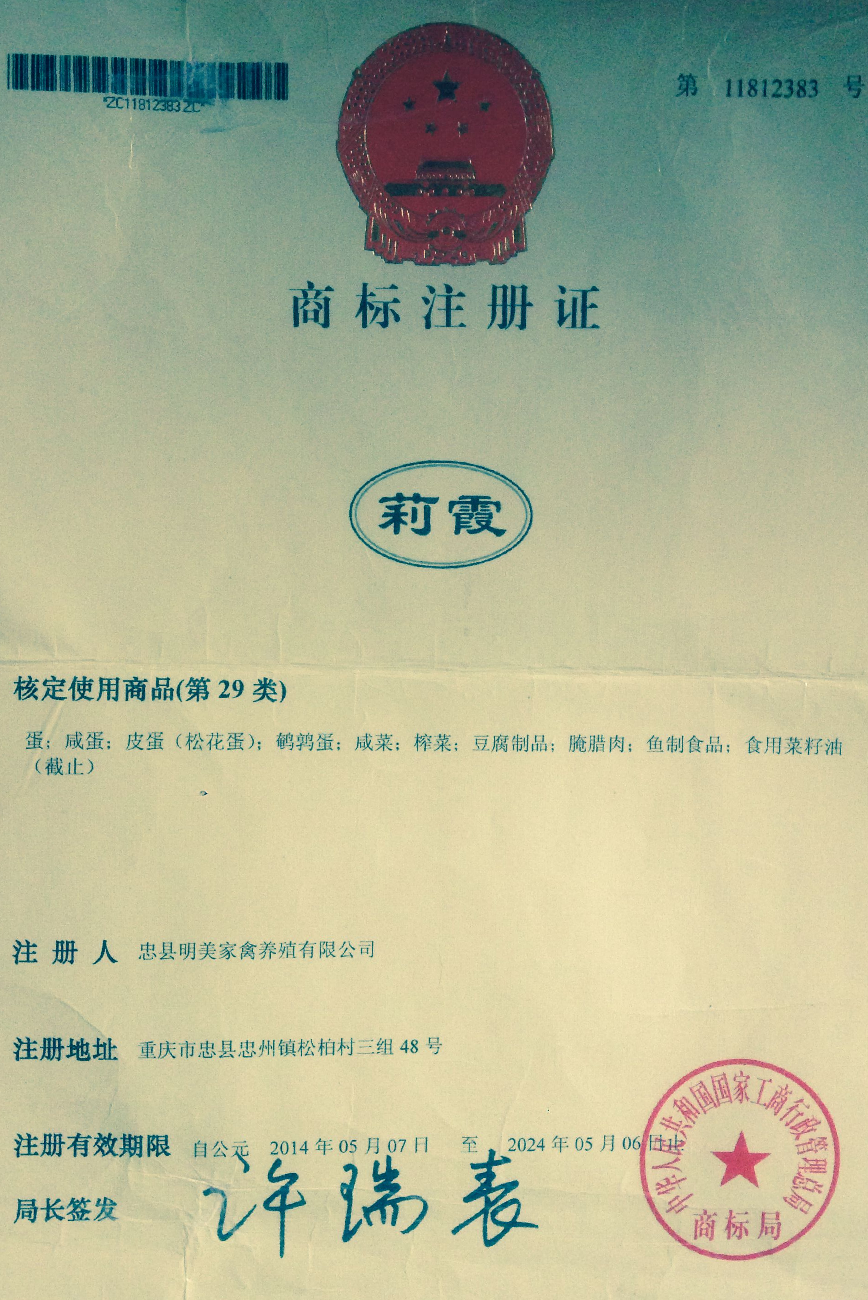 *ZC11812383ZC*
第 11812383 号
商标注册证
莉霞
核定使用商品(第 29 类)
蛋；咸蛋；皮蛋（松花蛋）；鹌鹑蛋；咸菜；榨菜；豆腐制品；腌腊肉；鱼制食品；食用菜籽油
（截止）
注册人 忠县明美家禽养殖有限公司
注册地址 重庆市忠县忠州镇松柏村三组 48 号
注册有效期限 自公元 2014 年 05 月 07 日 至 2024 年 05 月 06 日止
局长签发 许瑞表
中华人民共和国国家工商行政管理总局
商标局